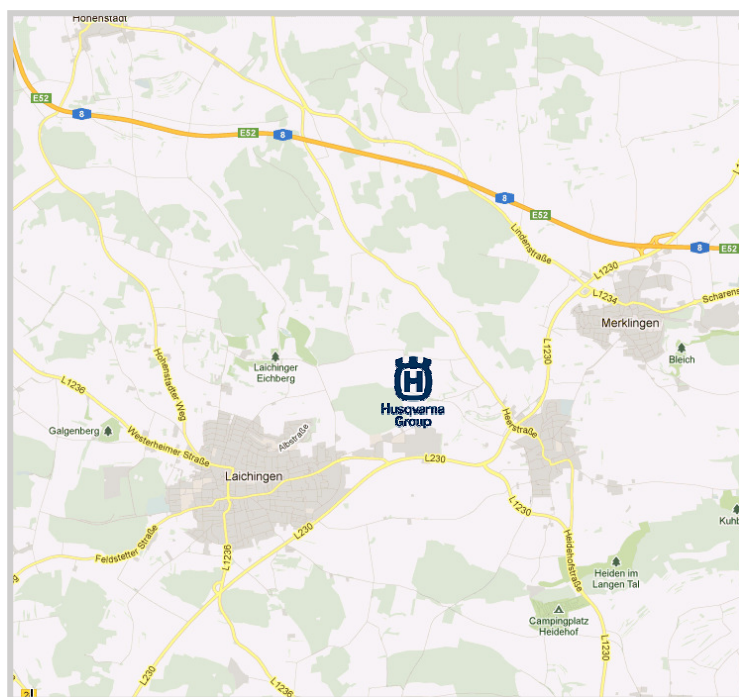 Hohenstadt
E52
8
E52
8
8
E52
8
E52
Lindenstraße
L1230
L1234
Scharens
Merklingen
Bleich
L1230
Laichinger
Eichberg
Hohenstadter Weg
L1236
H
Husqvarna
Group
Galgenberg
Westerheimer Straße
Albstraße
Heerstraße
L230
Laichingen
L1230
L230
Feldstetter Straße
L1236
Heidehofstraße
Kuhb
Heiden im
Langen Tal
Campingplatz
Heidehof
L230
L1236
L1230